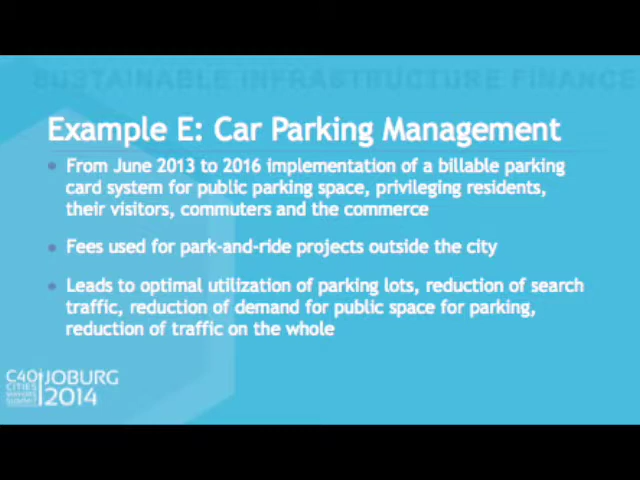 SUSTAINABLE INFRASTRUCTURE FINANCE
Example E: Car Parking Management
From June 2013 to 2016 implementation of a billable parking
card system for public parking space, privileging residents,
their visitors, commuters and the commerce
Fees used for park-and-ride projects outside the city
Leads to optimal utilization of parking lots, reduction of search
traffic, reduction of demand for public space for parking,
reduction of traffic on the whole
C40 JOBURG
CITIES
MAYORS
SUMMIT 2014